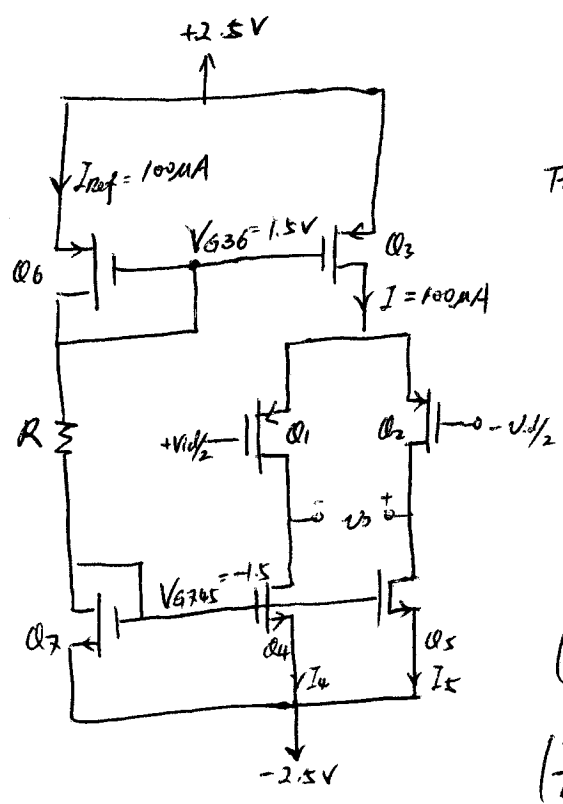 +2.5V
Iref = 100μA
VG36 = 1.5V
Q6
Q3
I = 100μA
R
+Vid/2
Q1
Q2
-Vid/2
- vo +
VG745 = -1.5
Q7
Q4
Q5
I4
I5
-2.5V